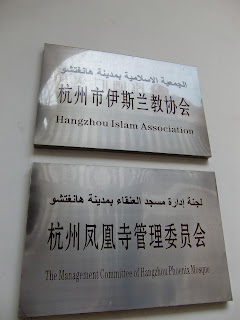 الجمعية الاسلامية بمدينة هانغتشو
杭州市伊斯兰教协会
Hangzhou Islam Association
لجنة إدارة مسجد العنقاء بمدينة هانغتشو
杭州凤凰寺管理委员会
The Management Committee of Hangzhou Phoenix Mosque